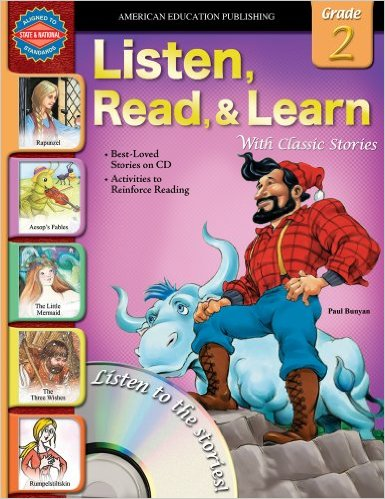 AMERICAN EDUCATION PUBLISHING
ALIGNED TO
STATE & NATIONAL
STANDARDS
Grade
2
Listen,
Read, & Learn
With Classic Stories
• Best-Loved
Stories on CD
• Activities to
Reinforce Reading
Rapunzel
Aesop's Fables
The Little
Mermaid
The
Three Wishes
Rumpelstiltskin
Paul Bunyan
Listen to the stories!